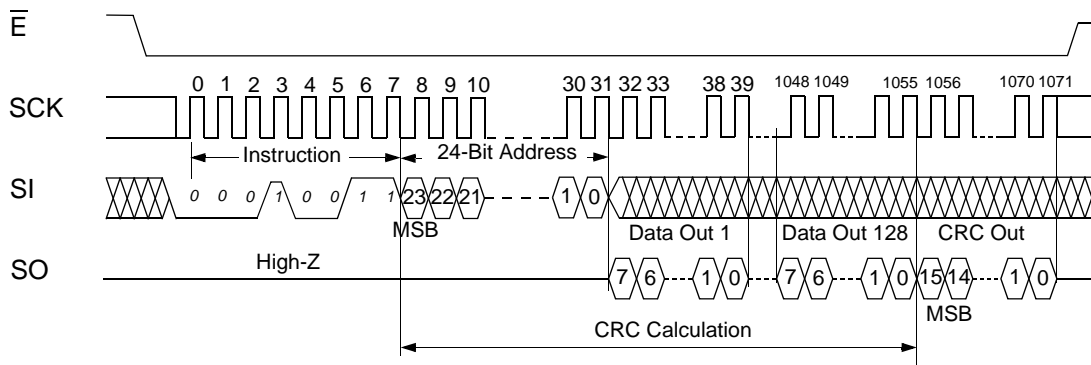 E
0 1 2 3 4 5 6 7 8 9 10 30 31 32 33 38 39 1048 1049 1055 1056 1070 1071
SCK
Instruction 24-Bit Address
SI 0 0 0 1 0 0 1 1 23 22 21 1 0
MSB Data Out 1 Data Out 128 CRC Out
High-Z
SO 7 6 1 0 7 6 1 0 15 14 1 0
MSB
CRC Calculation